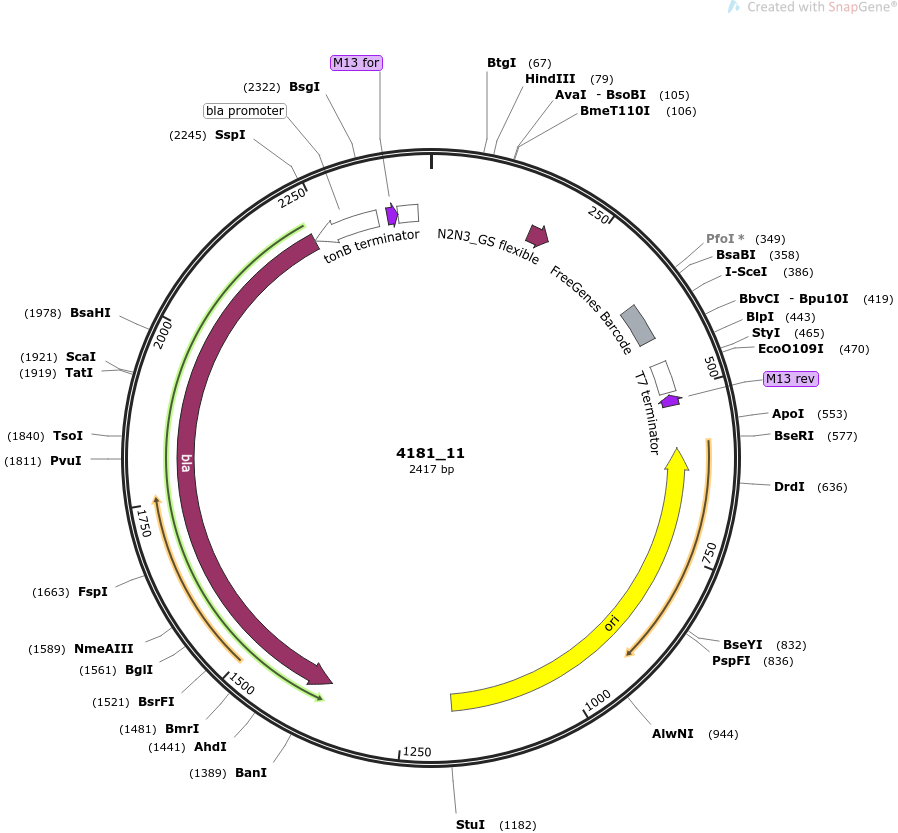 Created with SnapGene®
M13 for
(2322) BsgI
bla promoter
(2245) SspI
BtgI (67)
HindIII (79)
AvaI - BsoBI (105)
BmeT110I (106)
2250
250
tonB terminator
N2N3_GS flexible
FreeGenes Barcode
PfoI * (349)
BsaBI (358)
I-SceI (386)
BbvCI - Bpu10I (419)
BlpI (443)
StyI (465)
EcoO109I (470)
500
M13 rev
T7 terminator
ApoI (553)
BseRI (577)
DrdI (636)
(1978) BsaHI
2000
(1921) ScaI
(1919) TatI
(1840) TsoI
(1811) PvuI
bla
4181_11
2417 bp
1750
750
(1663) FspI
(1589) NmeAIII
(1561) BglI
(1521) BsrFI
(1481) BmrI
(1441) AhdI
(1389) BanI
1500
ori
BseYI (832)
PspFI (836)
1000
AlwNI (944)
1250
StuI (1182)